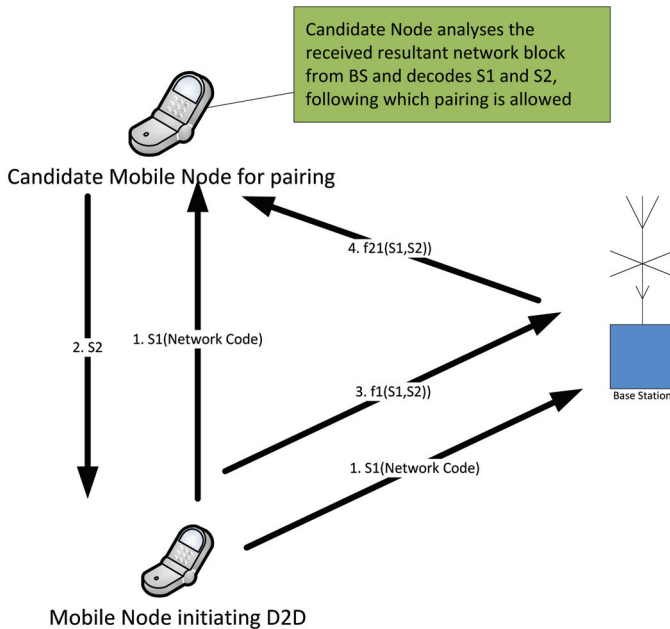 Candidate Node analyses the
received resultant network block
from BS and decodes S1 and S2,
following which pairing is allowed
Candidate Mobile Node for pairing
4. f21(S1,S2))
2. S2
1. S1(Network Code)
3. f1(S1,S2))
Base Station
1. S1(Network Code)
Mobile Node initiating D2D